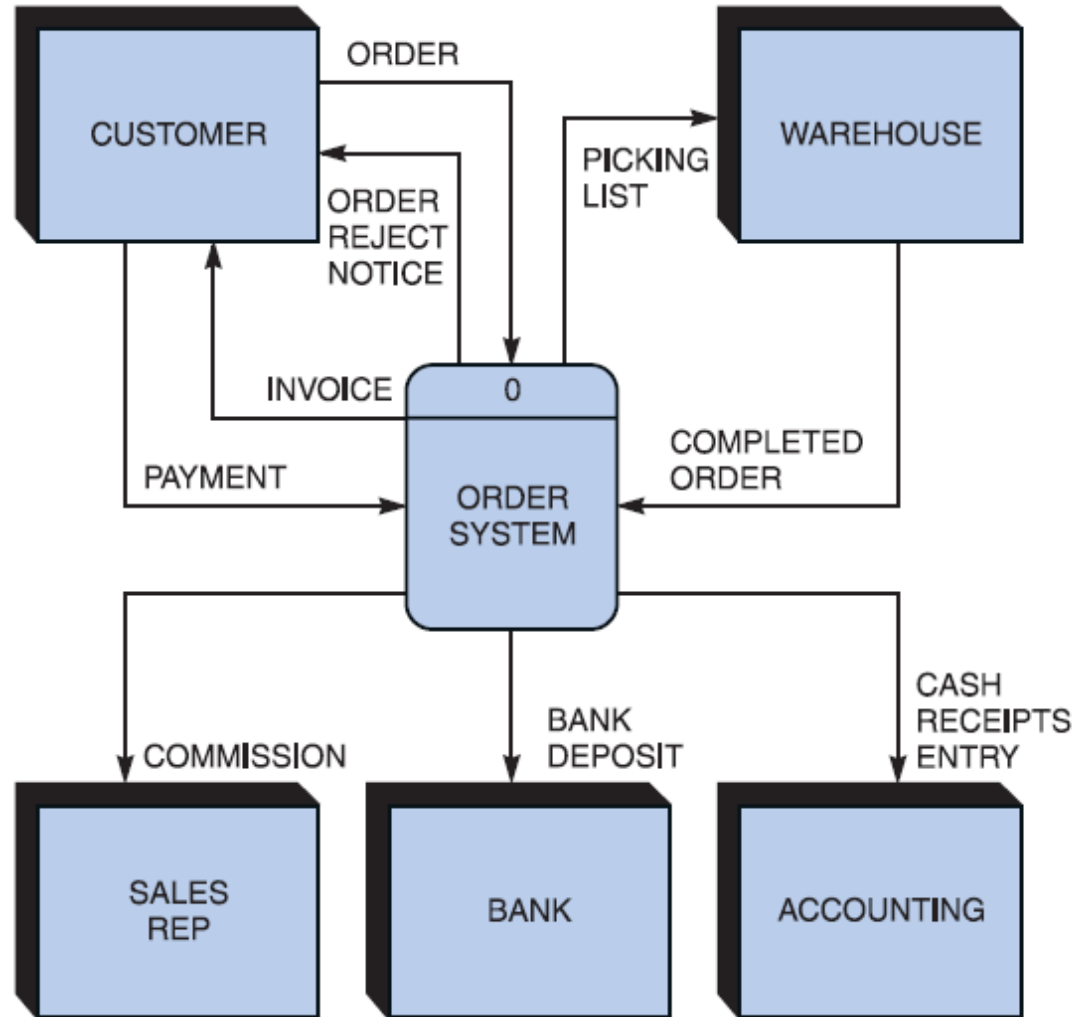 ORDER
CUSTOMER
WAREHOUSE
PICKING
LIST
ORDER
REJECT
NOTICE
INVOICE
0
COMPLETED
ORDER
PAYMENT
ORDER
SYSTEM
CASH
RECEIPTS
ENTRY
BANK
DEPOSIT
COMMISSION
SALES
REP
BANK
ACCOUNTING